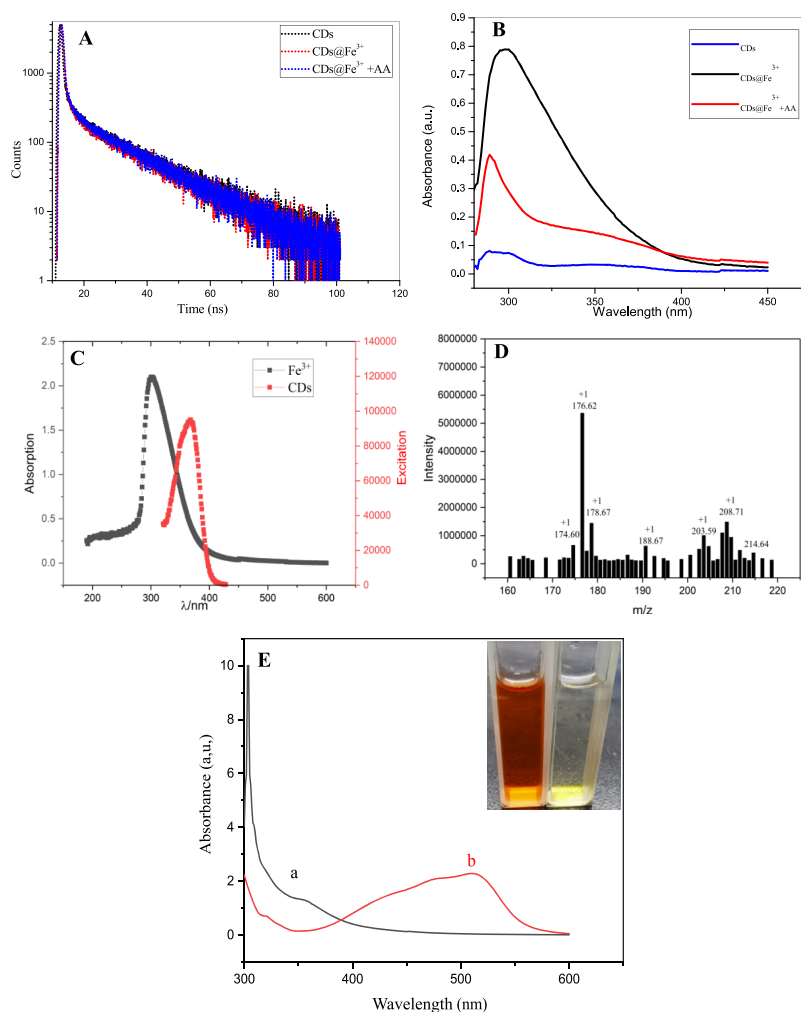 A
CDs
CDs@Fe³⁺
CDs@Fe³⁺ +AA
1000
100
10
1
Counts
20 40 60 80 100 120
Time (ns)
B
CDs
CDs@Fe³⁺
CDs@Fe³⁺ +AA
0.9
0.8
0.7
0.6
0.5
0.4
0.3
0.2
0.1
0.0
Absorbance (a.u.)
300 350 400 450
Wavelength (nm)
C
Fe³⁺
CDs
2.5
2.0
1.5
1.0
0.5
0.0
Absorption
140000
120000
100000
80000
60000
40000
20000
0
Excitation
200 300 400 500 600
λ/nm
D
8000000
7000000
6000000
5000000
4000000
3000000
2000000
1000000
0000000
Intensity
+1
176.62
+1
178.67
+1
174.60
+1
188.67
+1
203.59
+1
208.71
214.64
160 170 180 190 200 210 220
m/z
E
10
8
6
4
2
0
Absorbance (a,u,)
a
b
300 400 500 600
Wavelength (nm)